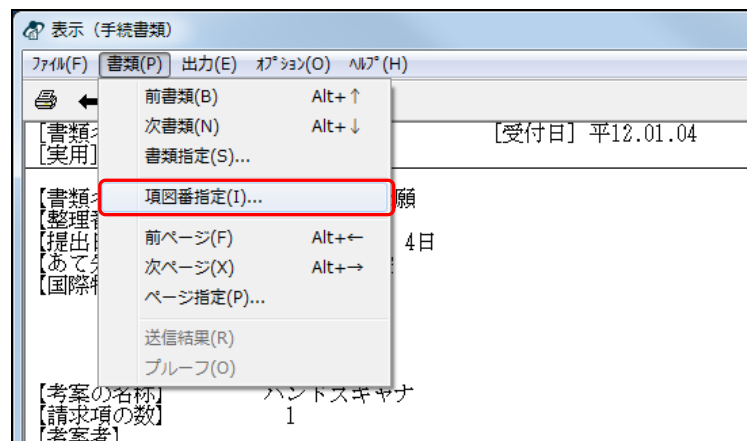 表示（手続書類）
ﾌｧｲﾙ(F) 書類(P) 出力(E) ｵﾌﾟｼｮﾝ(O) ﾍﾙﾌﾟ(H)
前書類(B) Alt+↑
次書類(N) Alt+↓
書類指定(S)...
項図番指定(I)...
前ページ(F) Alt+←
次ページ(X) Alt+→
ページ指定(P)...
送信結果(R)
プルーフ(O)
[書類 [受付日] 平12.01.04
[実用]
【書類 願
【整理
【提出 4日
【あて
【国際
【考案の名称】 ハンドスキャナ
【請求項の数】 1
【考案者】